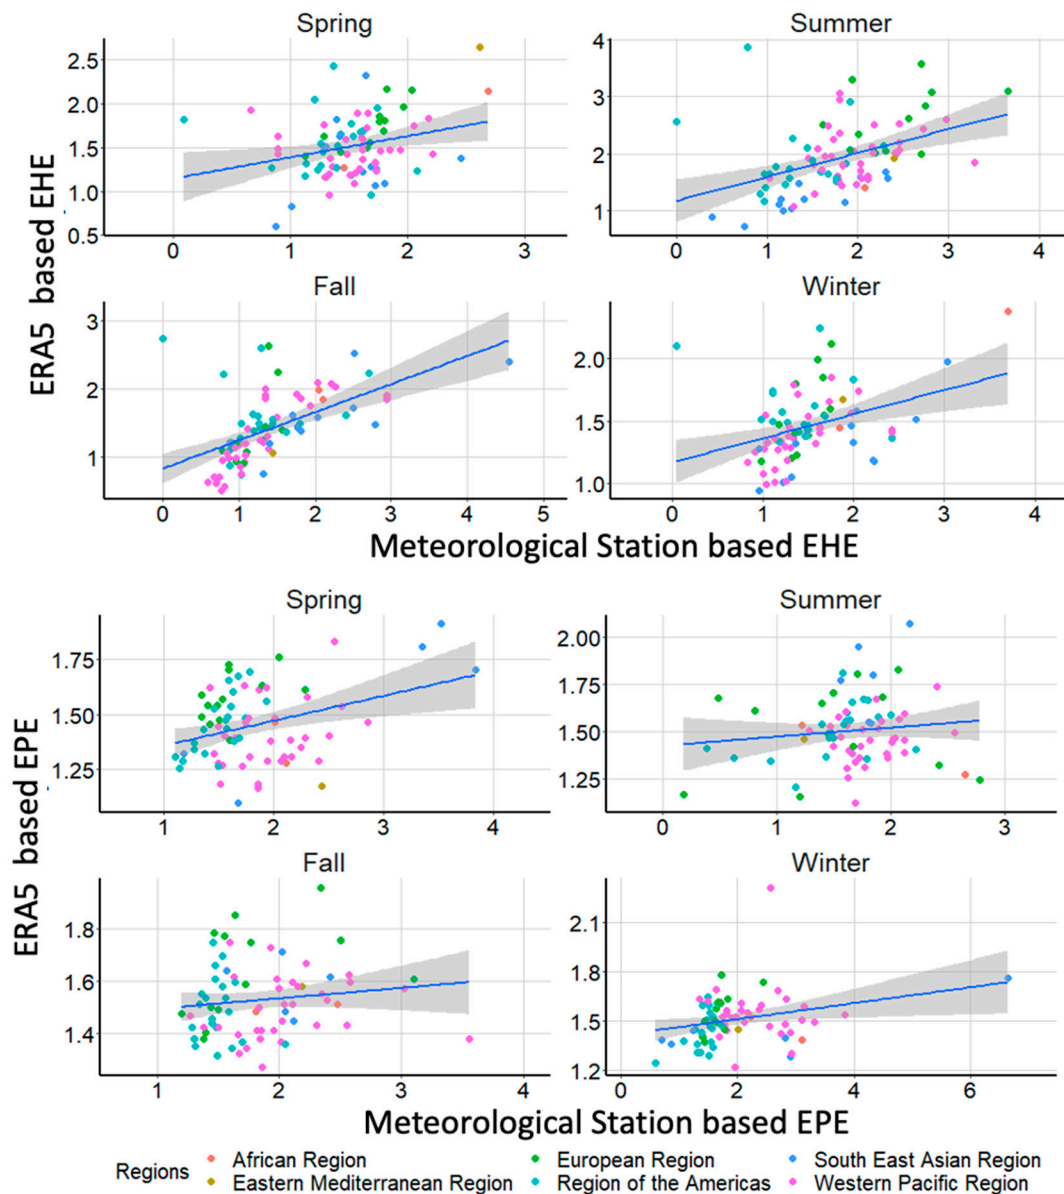 Spring
Summer
2.5
2.0
1.5
1.0
0.5
0 1 2 3
4
3
2
1
0 1 2 3 4
Fall
Winter
3
2
1
0 1 2 3 4 5
2.0
1.5
1.0
0 1 2 3 4
ERA5 based EHE
Meteorological Station based EHE
Spring
Summer
1.75
1.50
1.25
1 2 3 4
2.00
1.75
1.50
1.25
0 1 2 3
Fall
Winter
1.8
1.6
1.4
1 2 3 4
2.1
1.8
1.5
1.2
0 2 4 6
ERA5 based EPE
Meteorological Station based EPE
Regions
African Region
European Region
South East Asian Region
Eastern Mediterranean Region
Region of the Americas
Western Pacific Region